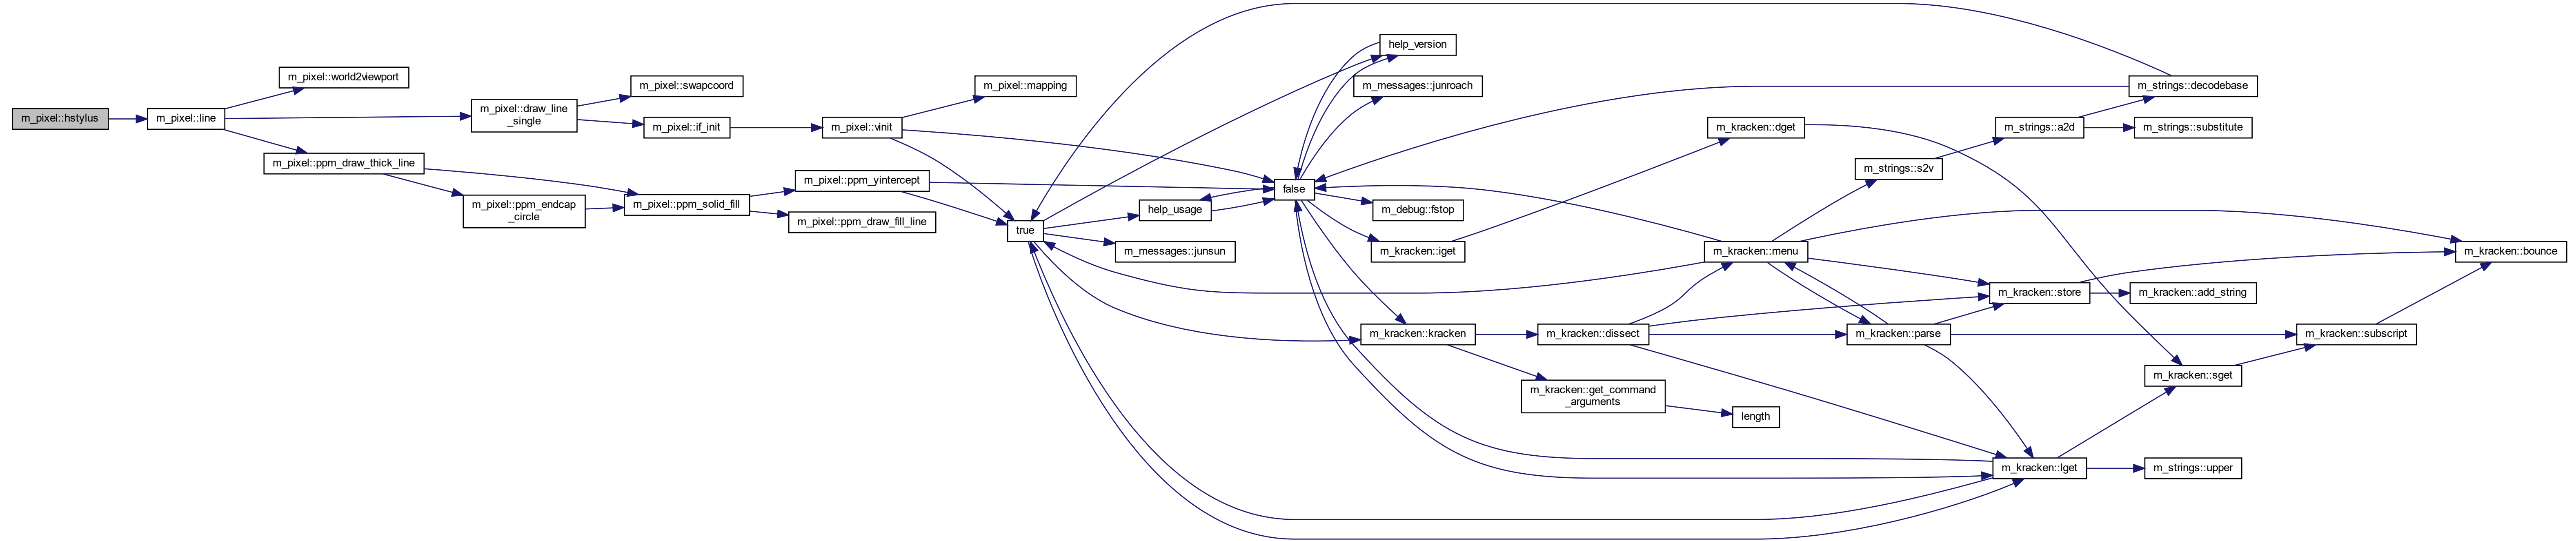 m_pixel::hstylus
m_pixel::line
m_pixel::world2viewport
m_pixel::draw_line
_single
m_pixel::ppm_draw_thick_line
m_pixel::swapcoord
m_pixel::if_init
m_pixel::ppm_endcap
_circle
m_pixel::ppm_solid_fill
m_pixel::vinit
m_pixel::ppm_yintercept
m_pixel::ppm_draw_fill_line
m_pixel::mapping
true
help_usage
m_messages::junsun
false
help_version
m_messages::junroach
m_debug::fstop
m_kracken::iget
m_kracken::kracken
m_kracken::dissect
m_kracken::get_command
_arguments
length
m_kracken::dget
m_kracken::menu
m_strings::s2v
m_kracken::parse
m_strings::a2d
m_kracken::store
m_kracken::lget
m_strings::decodebase
m_strings::substitute
m_kracken::add_string
m_kracken::sget
m_strings::upper
m_kracken::subscript
m_kracken::bounce